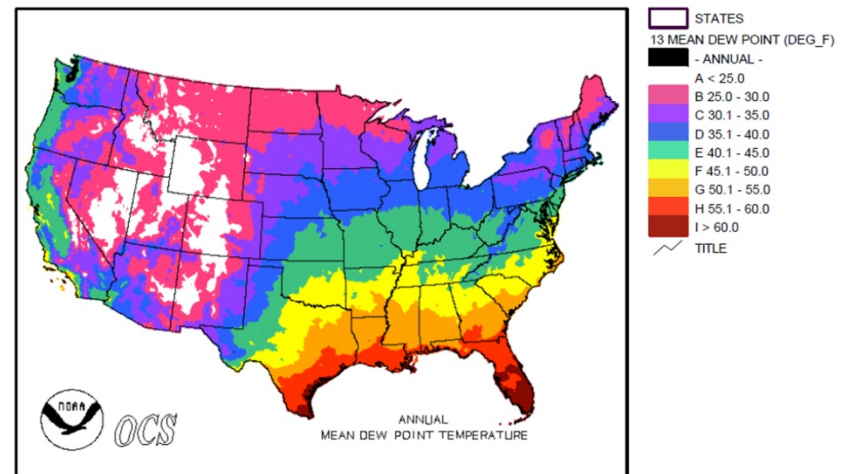 STATES
13 MEAN DEW POINT (DEG_F)
- ANNUAL -
A < 25.0
B 25.0 - 30.0
C 30.1 - 35.0
D 35.1 - 40.0
E 40.1 - 45.0
F 45.1 - 50.0
G 50.1 - 55.0
H 55.1 - 60.0
I > 60.0
TITLE
NOAA
OCS
ANNUAL
MEAN DEW POINT TEMPERATURE